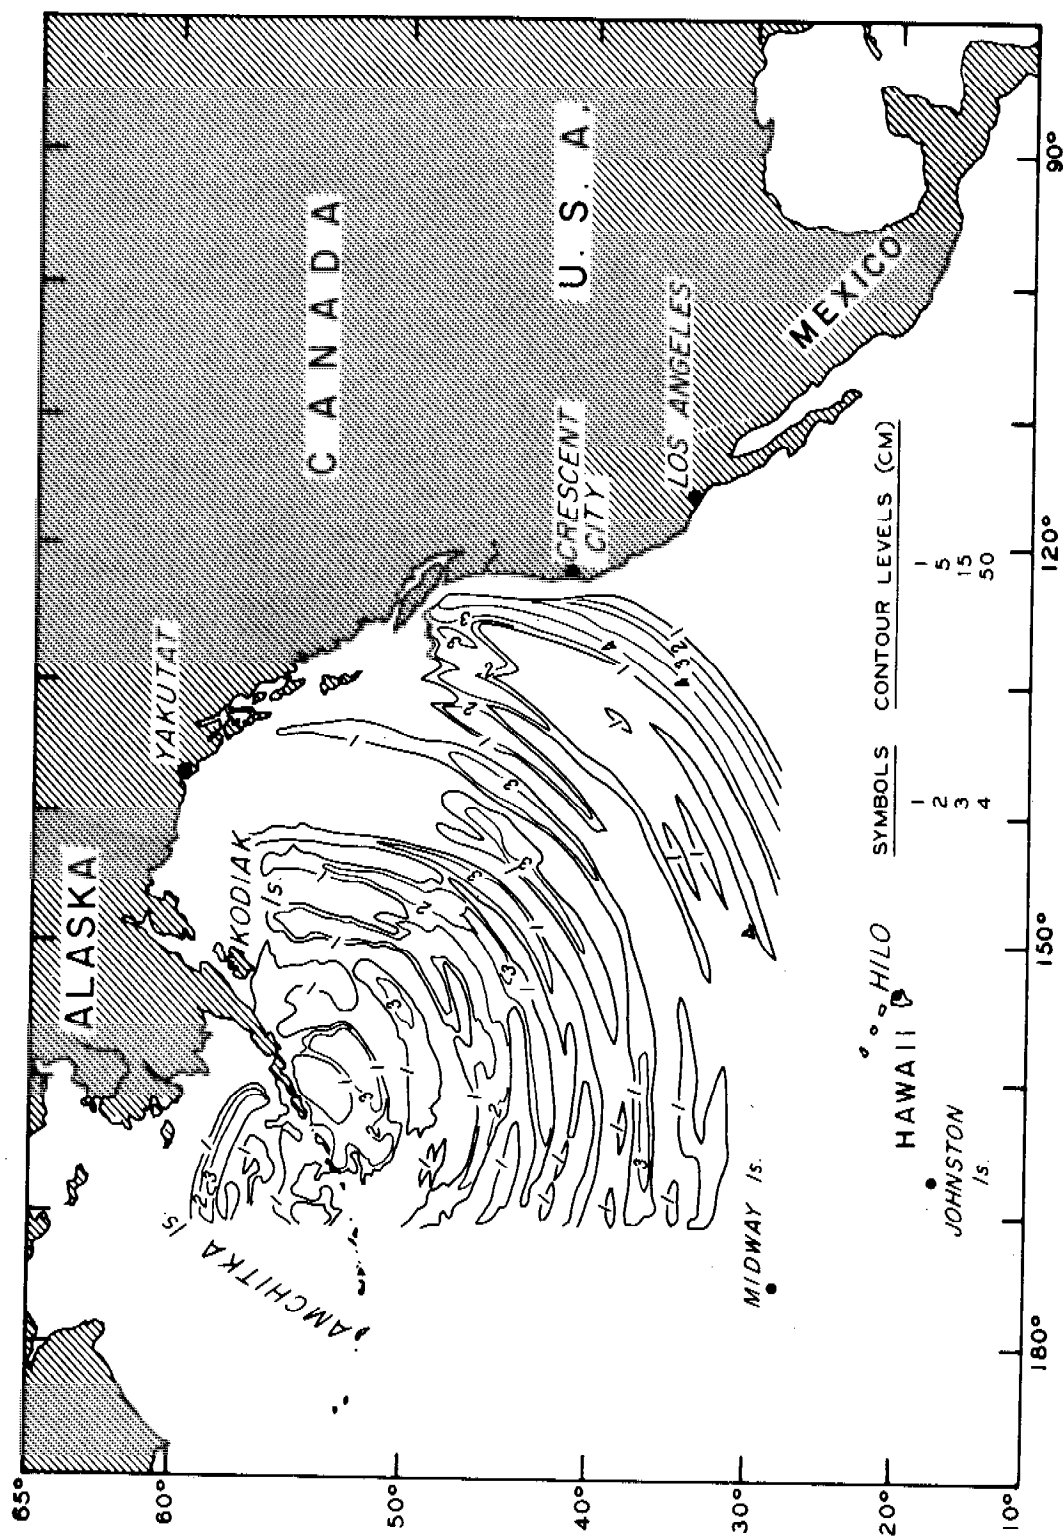 ALASKA
CANADA
U. S. A.
MEXICO
YAKUTAT
KODIAK
Is.
CRESCENT
CITY
LOS ANGELES
AMCHITKA Is.
MIDWAY Is.
HAWAII
HILO
JOHNSTON
Is.
SYMBOLS CONTOUR LEVELS (CM)
1 1
2 5
3 15
4 50
65°
60°
50°
40°
30°
20°
10°
180°
150°
120°
90°